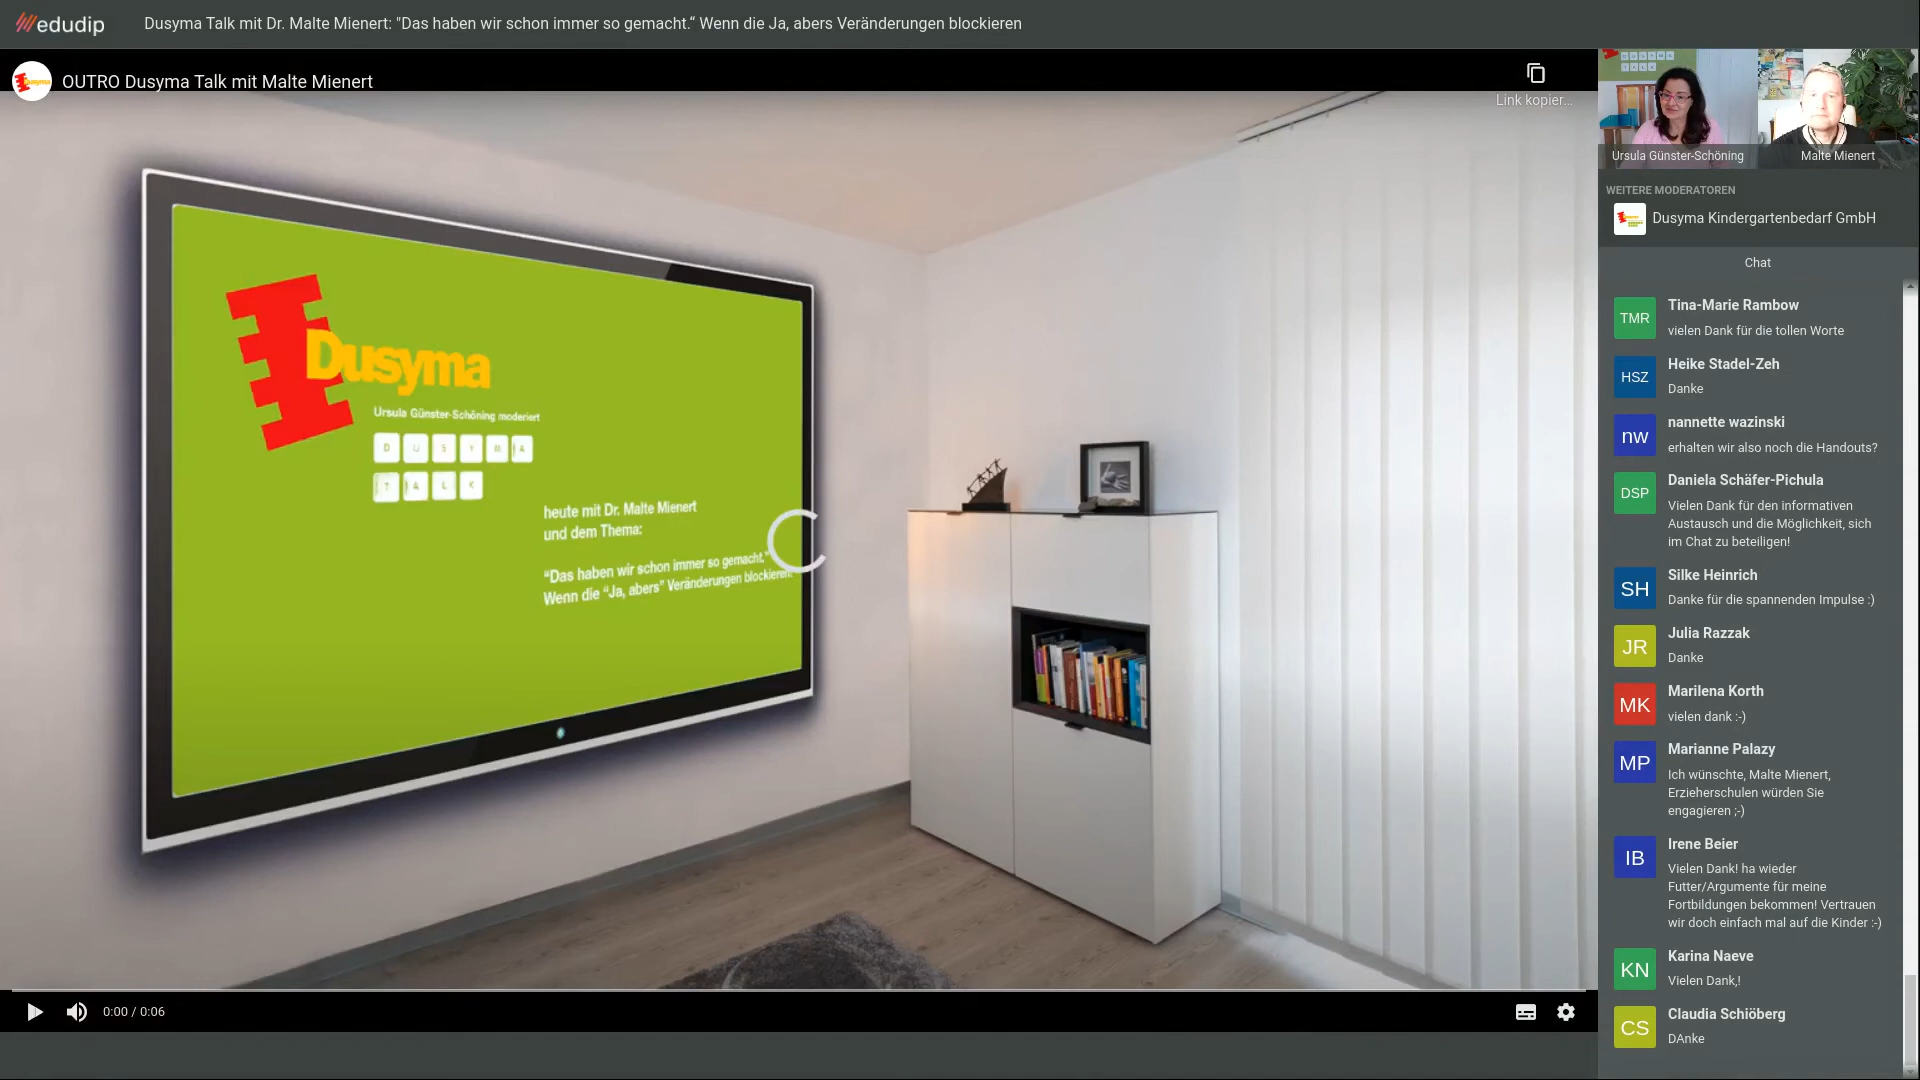 edudip
Dusyma Talk mit Dr. Malte Mienert: "Das haben wir schon immer so gemacht.“ Wenn die Ja, abers Veränderungen blockieren
OUTRO Dusyma Talk mit Malte Mienert
Link kopier...
Dusyma
Ursula Günster-Schöning moderiert
D U S Y M A
T A L K
heute mit Dr. Malte Mienert
und dem Thema:
“Das haben wir schon immer so gemacht.”
Wenn die “Ja, abers” Veränderungen blockieren.
0:00 / 0:06
Ursula Günster-Schöning
Malte Mienert
WEITERE MODERATOREN
Dusyma Kindergartenbedarf GmbH
Chat
TMR
Tina-Marie Rambow
vielen Dank für die tollen Worte
HSZ
Heike Stadel-Zeh
Danke
nw
nannette wazinski
erhalten wir also noch die Handouts?
DSP
Daniela Schäfer-Pichula
Vielen Dank für den informativen
Austausch und die Möglichkeit, sich
im Chat zu beteiligen!
SH
Silke Heinrich
Danke für die spannenden Impulse :)
JR
Julia Razzak
Danke
MK
Marilena Korth
vielen dank :-)
MP
Marianne Palazy
Ich wünschte, Malte Mienert,
Erzieherschulen würden Sie
engagieren ;-)
IB
Irene Beier
Vielen Dank! ha wieder
Futter/Argumente für meine
Fortbildungen bekommen! Vertrauen
wir doch einfach mal auf die Kinder :-)
KN
Karina Naeve
Vielen Dank,!
CS
Claudia Schiöberg
DAnke